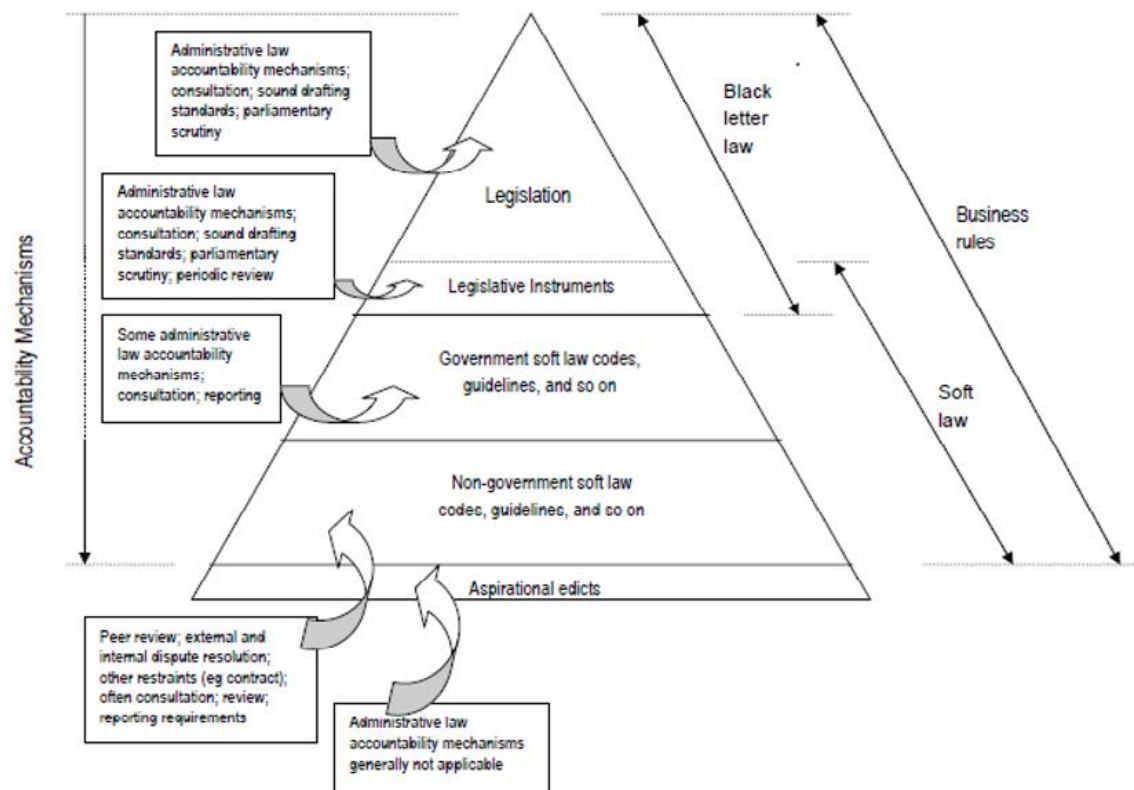 Administrative law
accountability mechanisms;
consultation; sound drafting
standards; parliamentary
scrutiny
Black
letter
law
Administrative law
accountability mechanisms;
consultation; sound drafting
standards; parliamentary
scrutiny; periodic review
Legislation
Business
rules
Legislative Instruments
Accountability Mechanisms
Some administrative
law accountability
mechanisms;
consultation; reporting
Government soft law codes,
guidelines, and so on
Soft
law
Non-government soft law
codes, guidelines, and so on
Aspirational edicts
Peer review; external and
internal dispute resolution;
other restraints (eg contract);
often consultation; review;
reporting requirements
Administrative law
accountability mechanisms
generally not applicable